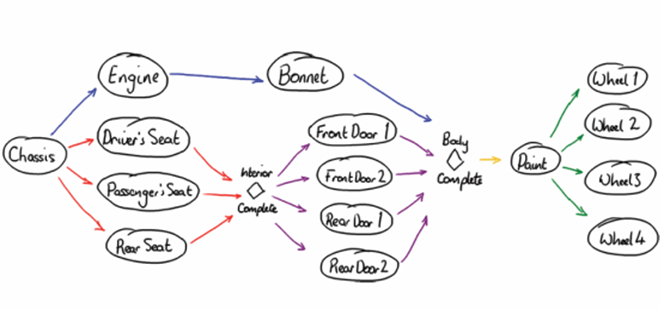 Chassis
Engine
Bonnet
Driver's Seat
Passenger's Seat
Rear Seat
Interior
Complete
Front Door 1
Front Door 2
Rear Door 1
Rear Door 2
Body
Complete
Paint
Wheel 1
Wheel 2
Wheel 3
Wheel 4